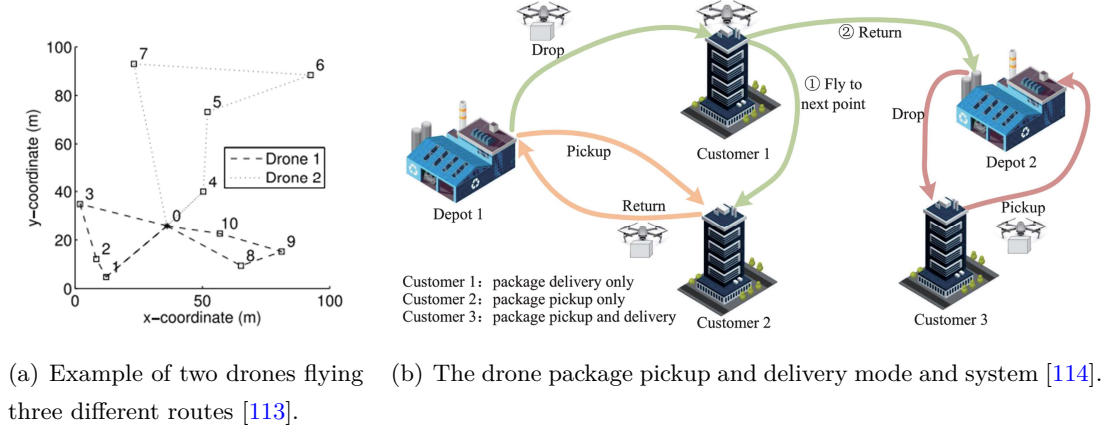 100
80
60
40
20
0
y-coordinate (m)
0 50 100
x-coordinate (m)
7
6
5
Drone 1
Drone 2
4
3
0
10
9
2
8
1
Drop
② Return
① Fly to
next point
Drop
Customer 1
Depot 2
Pickup
Depot 1
Return
Pickup
Customer 1: package delivery only
Customer 2: package pickup only
Customer 3: package pickup and delivery
Customer 2
Customer 3
(a) Example of two drones flying
three different routes [113].
(b) The drone package pickup and delivery mode and system [114].